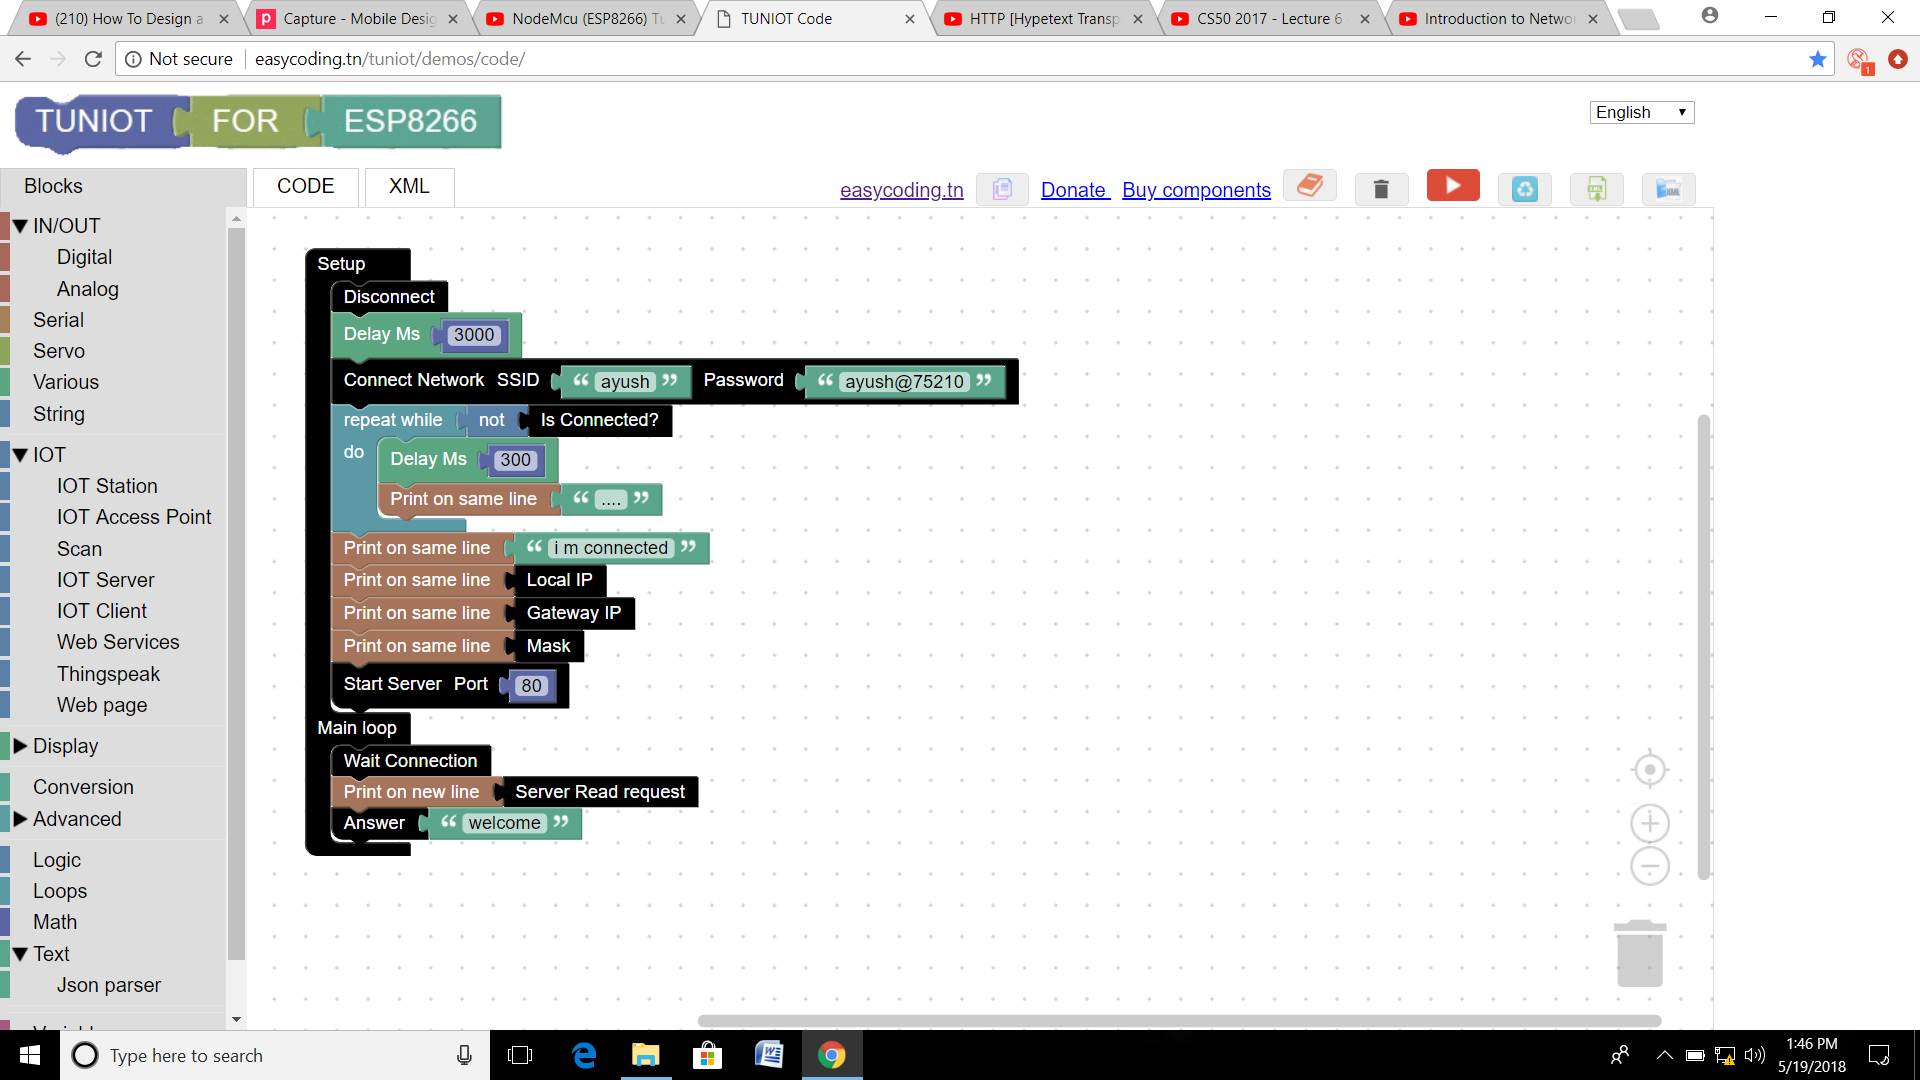 (210) How To Design a
Capture - Mobile Desig
NodeMcu (ESP8266) Tu
TUNIOT Code
HTTP [Hypetext Transp
CS50 2017 - Lecture 6
Introduction to Netwo
Not secure
easycoding.tn/tuniot/demos/code/
1
TUNIOT FOR ESP8266
English
Blocks
CODE
XML
easycoding.tn
Donate
Buy components
IN/OUT
Digital
Analog
Serial
Servo
Various
String
IOT
IOT Station
IOT Access Point
Scan
IOT Server
IOT Client
Web Services
Thingspeak
Web page
Display
Conversion
Advanced
Logic
Loops
Math
Text
Json parser
Setup
Disconnect
Delay Ms 3000
Connect Network SSID “ ayush ” Password “ ayush@75210 ”
repeat while not Is Connected?
do Delay Ms 300
Print on same line “ .... ”
Print on same line “ i m connected ”
Print on same line Local IP
Print on same line Gateway IP
Print on same line Mask
Start Server Port 80
Main loop
Wait Connection
Print on new line Server Read request
Answer “ welcome ”
Type here to search
1:46 PM
5/19/2018